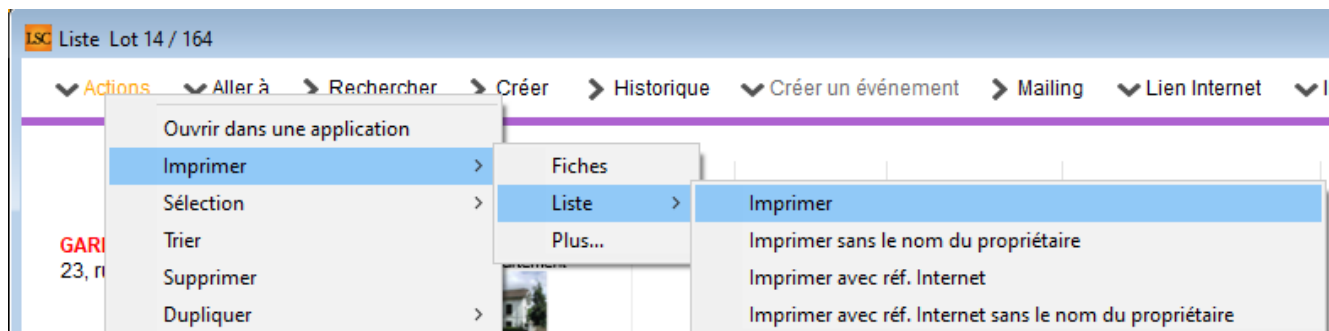 LSC Liste Lot 14 / 164
Actions Aller à Rechercher Créer Historique Créer un événement Mailing Lien Internet
Ouvrir dans une application
Imprimer Fiches
Sélection Liste Imprimer
Trier Plus... Imprimer sans le nom du propriétaire
Supprimer Imprimer avec réf. Internet
Dupliquer Imprimer avec réf. Internet sans le nom du propriétaire
23,